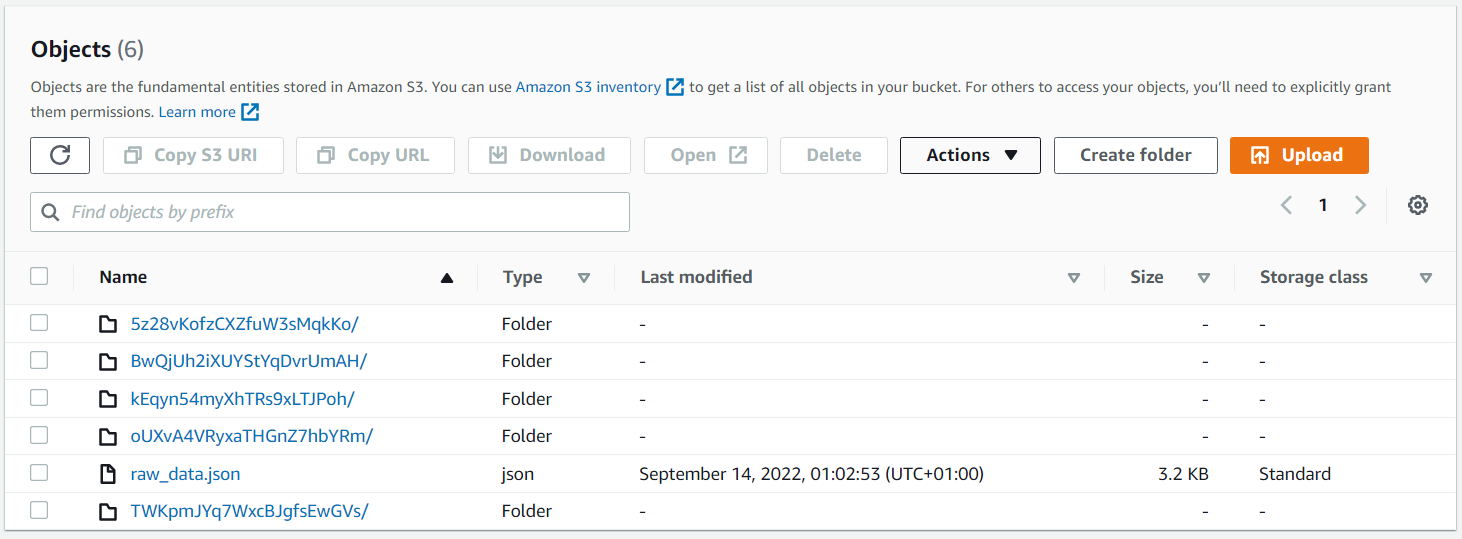 Objects (6)
Objects are the fundamental entities stored in Amazon S3. You can use Amazon S3 inventory to get a list of all objects in your bucket. For others to access your objects, you'll need to explicitly grant
them permissions. Learn more
Copy S3 URI Copy URL Download Open Delete Actions Create folder Upload
Find objects by prefix 1
Name Type Last modified Size Storage class
5z28vKofzCXZfuW3sMqkKo/ Folder - - -
BwQjUh2iXUYStYqDvrUmAH/ Folder - - -
kEqyn54myXhTRs9xLTJPoh/ Folder - - -
oUXvA4VRyxaTHGnZ7hbYRm/ Folder - - -
raw_data.json json September 14, 2022, 01:02:53 (UTC+01:00) 3.2 KB Standard
TWKpmJYq7WxcBJgfsEwGVs/ Folder - - -